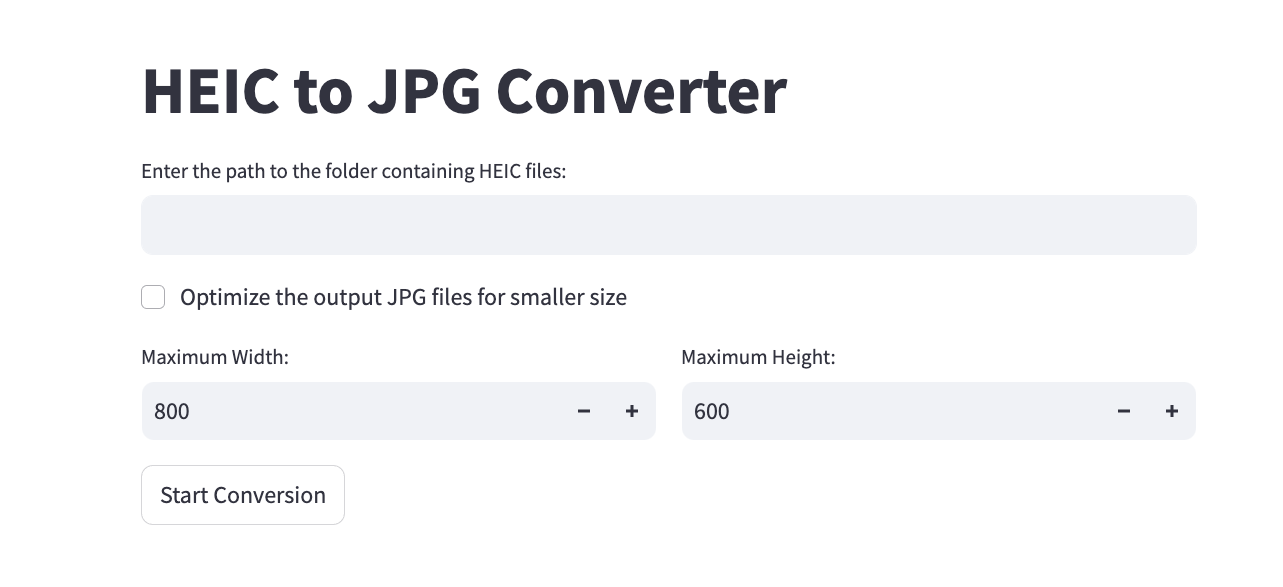 HEIC to JPG Converter
Enter the path to the folder containing HEIC files:
Optimize the output JPG files for smaller size
Maximum Width: Maximum Height:
800 − + 600 − +
Start Conversion